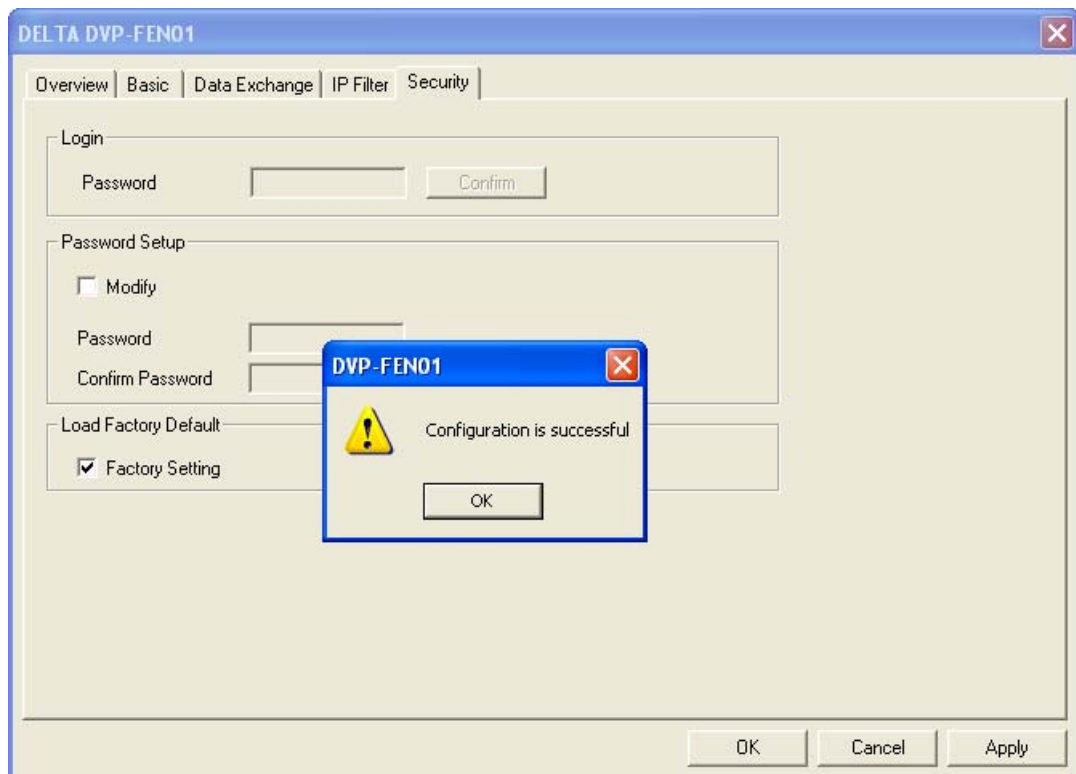 DELTA DVP-FEN01
Overview Basic Data Exchange IP Filter Security
Login
Password Confirm
Password Setup
Modify
Password
Confirm Password
Load Factory Default
Factory Setting
DVP-FEN01
Configuration is successful
OK
OK Cancel Apply